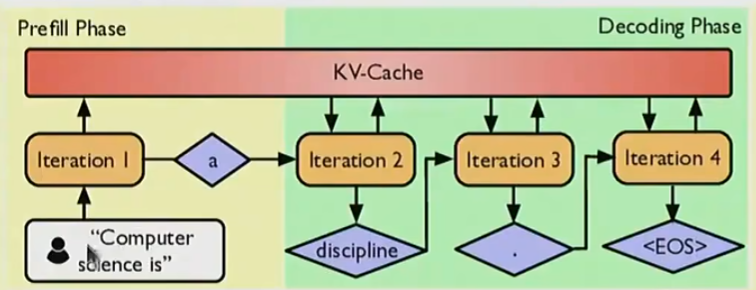 Prefill Phase
Decoding Phase
KV-Cache
Iteration 1
a
Iteration 2
Iteration 3
Iteration 4
"Computer
science is"
discipline
.
<EOS>